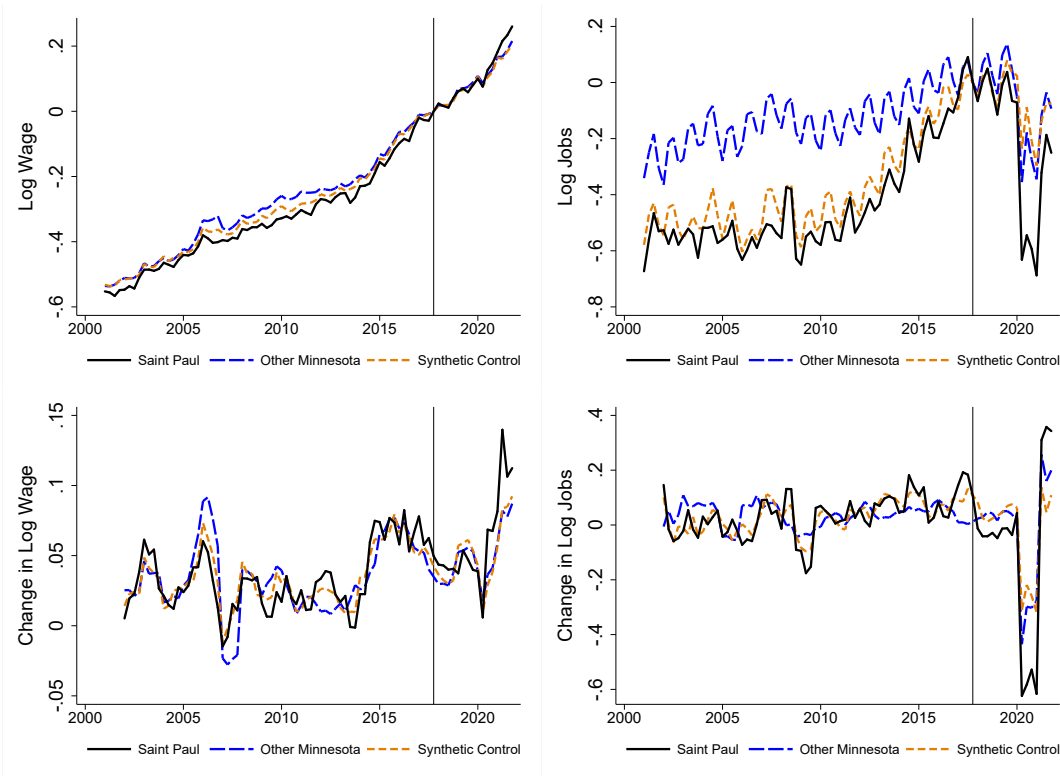 Log Wage
.2
0
-.2
-.4
-.6
2000 2005 2010 2015 2020
Saint Paul Other Minnesota Synthetic Control
Log Jobs
.2
0
-.2
-.4
-.6
-.8
2000 2005 2010 2015 2020
Saint Paul Other Minnesota Synthetic Control
Change in Log Wage
.15
.1
.05
0
-.05
2000 2005 2010 2015 2020
Saint Paul Other Minnesota Synthetic Control
Change in Log Jobs
.4
.2
0
-.2
-.4
-.6
2000 2005 2010 2015 2020
Saint Paul Other Minnesota Synthetic Control